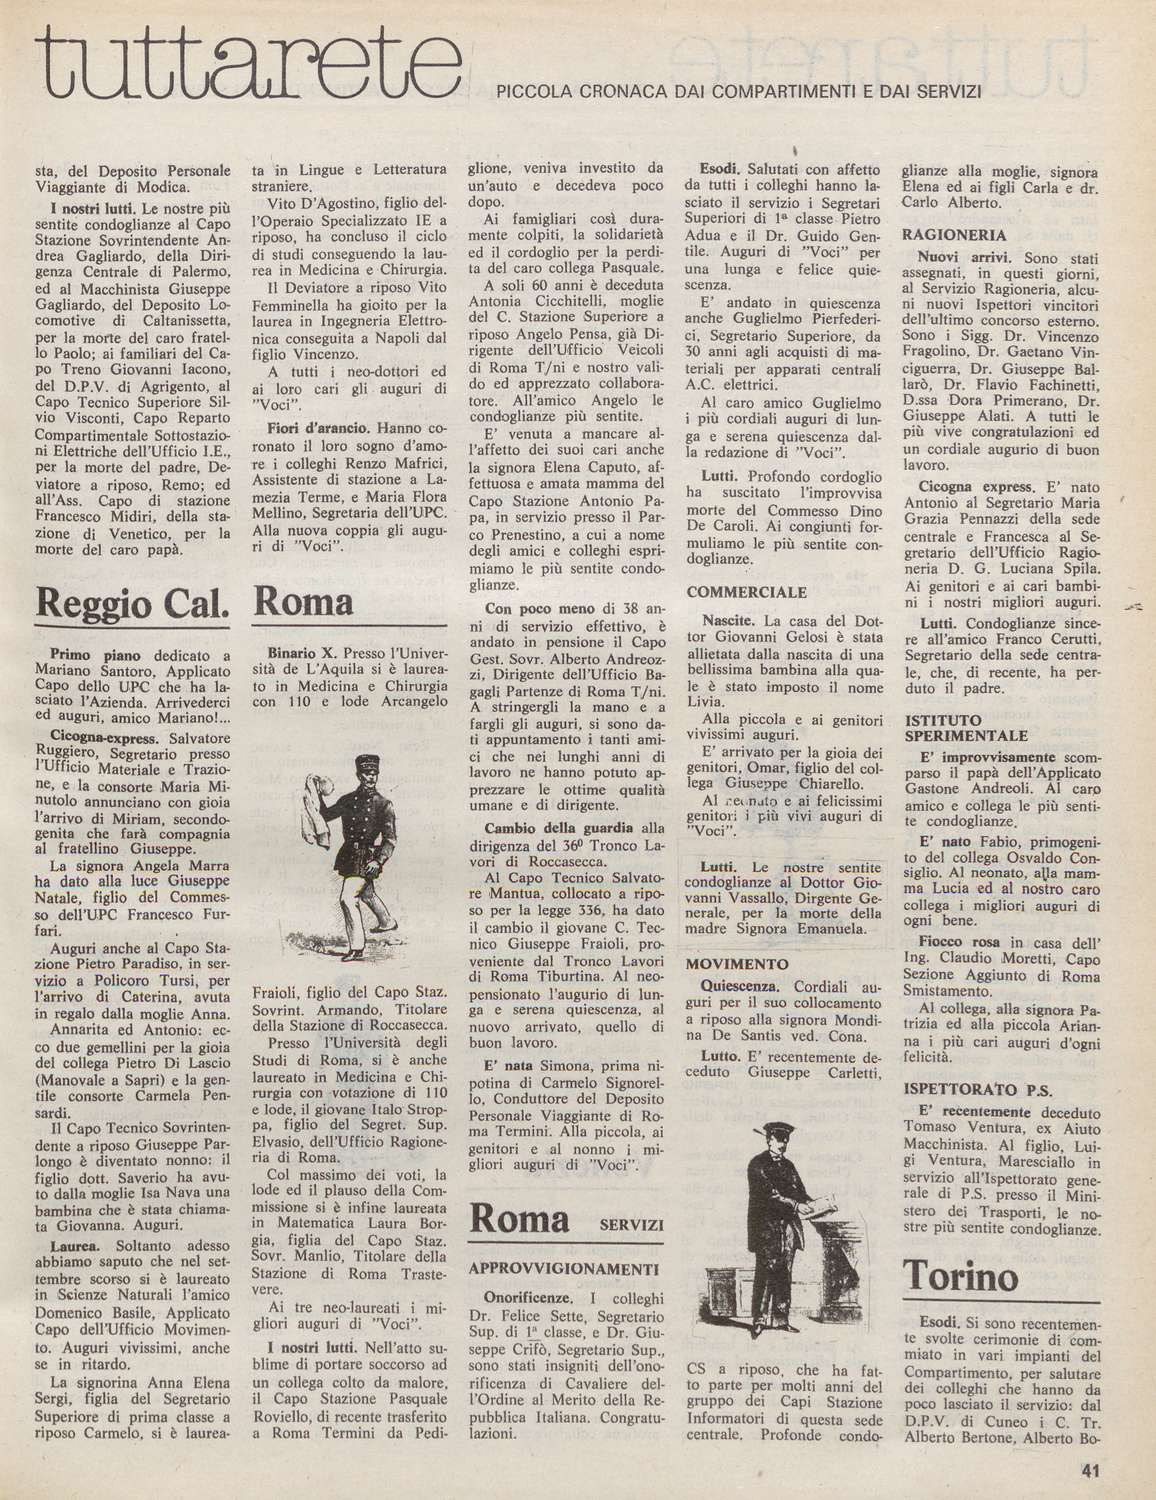 tuttarete
PICCOLA CRONACA DAI COMPARTIMENTI E DAI SERVIZI
sta, del Deposito Personale
Viaggiante di Modica.
I nostri lutti. Le nostre più
sentite condoglianze al Capo
Stazione Sovrintendente An-
drea Gagliardo, della Diri-
genza Centrale di Palermo,
ed al Macchinista Giuseppe
Gagliardo, del Deposito Lo-
comotive di Caltanissetta,
per la morte del caro fratel-
lo Paolo; ai familiari del Ca-
po Treno Giovanni Iacono,
del D.P.V. di Agrigento, al
Capo Tecnico Superiore Sil-
vio Visconti, Capo Reparto
Compartimentale Sottostazio-
ni Elettriche dell'Ufficio I.E.,
per la morte del padre, De-
viatore a riposo, Remo; ed
all'Ass. Capo di stazione
Francesco Midiri, della sta-
zione di Venetico, per la
morte del caro papà.
Reggio Cal.
Primo piano dedicato a
Mariano Santoro, Applicato
Capo dello UPC che ha la-
sciato l'Azienda. Arrivederci
ed auguri, amico Mariano!...
Cicogna-express. Salvatore
Ruggiero, Segretario presso
l'Ufficio Materiale e Trazio-
ne, e la consorte Maria Mi-
nutolo annunciano con gioia
l'arrivo di Miriam, secondo-
genita che farà compagnia
al fratellino Giuseppe.
La signora Angela Marra
ha dato alla luce Giuseppe
Natale, figlio del Commes-
so dell'UPC Francesco Fur-
fari.
Auguri anche al Capo Sta-
zione Pietro Paradiso, in ser-
vizio a Policoro Tursi, per
l'arrivo di Caterina, avuta
in regalo dalla moglie Anna.
Annarita ed Antonio: ec-
co due gemellini per la gioia
del collega Pietro Di Lascio
(Manovale a Sapri) e la gen-
tile consorte Carmela Pen-
sardi.
Il Capo Tecnico Sovrinten-
dente a riposo Giuseppe Par-
longo è diventato nonno: il
figlio dott. Saverio ha avu-
to dalla moglie Isa Nava una
bambina che è stata chiama-
ta Giovanna. Auguri.
Laurea. Soltanto adesso
abbiamo saputo che nel set-
tembre scorso si è laureato
in Scienze Naturali l'amico
Domenico Basile, Applicato
Capo dell'Ufficio Movimen-
to. Auguri vivissimi, anche
se in ritardo.
La signorina Anna Elena
Sergi, figlia del Segretario
Superiore di prima classe a
riposo Carmelo, si è laurea-
ta in Lingue e Letteratura
straniere.
Vito D'Agostino, figlio del-
l'Operaio Specializzato IE a
riposo, ha concluso il ciclo
di studi conseguendo la lau-
rea in Medicina e Chirurgia.
Il Deviatore a riposo Vito
Femminella ha gioito per la
laurea in Ingegneria Elettro-
nica conseguita a Napoli dal
figlio Vincenzo.
A tutti i neo-dottori ed
ai loro cari gli auguri di
"Voci".
Fiori d'arancio. Hanno co-
ronato il loro sogno d'amo-
re i colleghi Renzo Mafrici,
Assistente di stazione a La-
mezia Terme, e Maria Flora
Mellino, Segretaria dell'UPC.
Alla nuova coppia gli augu-
ri di "Voci".
Roma
Binario X. Presso l'Univer-
sità de L'Aquila si è laurea-
to in Medicina e Chirurgia
con 110 e lode Arcangelo
Fraioli, figlio del Capo Staz.
Sovrint. Armando, Titolare
della Stazione di Roccasecca.
Presso l'Università degli
Studi di Roma, si è anche
laureato in Medicina e Chi-
rurgia con votazione di 110
e lode, il giovane Italo Strop-
pa, figlio del Segret. Sup.
Elvasio, dell'Ufficio Ragione-
ria di Roma.
Col massimo dei voti, la
lode ed il plauso della Com-
missione si è infine laureata
in Matematica Laura Bor-
gia, figlia del Capo Staz.
Sovr. Manlio, Titolare della
Stazione di Roma Traste-
vere.
Ai tre neo-laureati i mi-
gliori auguri di "Voci".
I nostri lutti. Nell'atto su-
blime di portare soccorso ad
un collega colto da malore,
il Capo Stazione Pasquale
Roviello, di recente trasferito
a Roma Termini da Pedi-
glione, veniva investito da
un'auto e decedeva poco
dopo.
Ai famigliari così dura-
mente colpiti, la solidarietà
ed il cordoglio per la perdi-
ta del caro collega Pasquale.
A soli 60 anni è deceduta
Antonia Cicchitelli, moglie
del C. Stazione Superiore a
riposo Angelo Pensa, già Di-
rigente dell'Ufficio Veicoli
di Roma T/ni e nostro vali-
do ed apprezzato collabora-
tore. All'amico Angelo le
condoglianze più sentite.
E' venuta a mancare al-
l'affetto dei suoi cari anche
la signora Elena Caputo, af-
fettuosa e amata mamma del
Capo Stazione Antonio Pa-
pa, in servizio presso il Par-
co Prenestino, a cui a nome
degli amici e colleghi espri-
miamo le più sentite condo-
glianze.
Con poco meno di 38 an-
ni di servizio effettivo, è
andato in pensione il Capo
Gest. Sovr. Alberto Andreoz-
zi, Dirigente dell'Ufficio Ba-
gagli Partenze di Roma T/ni.
A stringergli la mano e a
fargli gli auguri, si sono da-
ti appuntamento i tanti ami-
ci che nei lunghi anni di
lavoro ne hanno potuto ap-
prezzare le ottime qualità
umane e di dirigente.
Cambio della guardia alla
dirigenza del 36º Tronco La-
vori di Roccasecca.
Al Capo Tecnico Salvato-
re Mantua, collocato a ripo-
so per la legge 336, ha dato
il cambio il giovane C. Tec-
nico Giuseppe Fraioli, pro-
veniente dal Tronco Lavori
di Roma Tiburtina. Al neo-
pensionato l'augurio di lun-
ga e serena quiescenza, al
nuovo arrivato, quello di
buon lavoro.
E' nata Simona, prima ni-
potina di Carmelo Signorel-
lo, Conduttore del Deposito
Personale Viaggiante di Ro-
ma Termini. Alla piccola, ai
genitori e al nonno i mi-
gliori auguri di "Voci".
Roma SERVIZI
APPROVVIGIONAMENTI
Onorificenze. I colleghi
Dr. Felice Sette, Segretario
Sup. di 1ª classe, e Dr. Giu-
seppe Crifò, Segretario Sup.,
sono stati insigniti dell'ono-
rificenza di Cavaliere del-
l'Ordine al Merito della Re-
pubblica Italiana. Congratu-
lazioni.
Esodi. Salutati con affetto
da tutti i colleghi hanno la-
sciato il servizio i Segretari
Superiori di 1ª classe Pietro
Adua e il Dr. Guido Gen-
tile. Auguri di "Voci" per
una lunga e felice quie-
scenza.
E' andato in quiescenza
anche Guglielmo Pierfederi-
ci, Segretario Superiore, da
30 anni agli acquisti di ma-
teriali per apparati centrali
A.C. elettrici.
Al caro amico Guglielmo
i più cordiali auguri di lun-
ga e serena quiescenza dal-
la redazione di "Voci".
Lutti. Profondo cordoglio
ha suscitato l'improvvisa
morte del Commesso Dino
De Caroli. Ai congiunti for-
muliamo le più sentite con-
doglianze.
COMMERCIALE
Nascite. La casa del Dot-
tor Giovanni Gelosi è stata
allietata dalla nascita di una
bellissima bambina alla qua-
le è stato imposto il nome
Livia.
Alla piccola e ai genitori
vivissimi auguri.
E' arrivato per la gioia dei
genitori, Omar, figlio del col-
lega Giuseppe Chiarello.
Al neonato e ai felicissimi
genitori i più vivi auguri di
"Voci".
Lutti. Le nostre sentite
condoglianze al Dottor Gio-
vanni Vassallo, Dirgente Ge-
nerale, per la morte della
madre Signora Emanuela.
MOVIMENTO
Quiescenza. Cordiali au-
guri per il suo collocamento
a riposo alla signora Mondi-
na De Santis ved. Cona.
Lutto. E' recentemente de-
ceduto Giuseppe Carletti,
CS a riposo, che ha fat-
to parte per molti anni del
gruppo dei Capi Stazione
Informatori di questa sede
centrale. Profonde condo-
glianze alla moglie, signora
Elena ed ai figli Carla e dr.
Carlo Alberto.
RAGIONERIA
Nuovi arrivi. Sono stati
assegnati, in questi giorni,
al Servizio Ragioneria, alcu-
ni nuovi Ispettori vincitori
dell'ultimo concorso esterno.
Sono i Sigg. Dr. Vincenzo
Fragolino, Dr. Gaetano Vin-
ciguerra, Dr. Giuseppe Bal-
larò, Dr. Flavio Fachinetti,
D.ssa Dora Primerano, Dr.
Giuseppe Alati. A tutti le
più vive congratulazioni ed
un cordiale augurio di buon
lavoro.
Cicogna express. E' nato
Antonio al Segretario Maria
Grazia Pennazzi della sede
centrale e Francesca al Se-
gretario dell'Ufficio Ragio-
neria D. G. Luciana Spila.
Ai genitori e ai cari bambi-
ni i nostri migliori auguri.
Lutti. Condoglianze since-
re all'amico Franco Cerutti,
Segretario della sede centra-
le, che, di recente, ha per-
duto il padre.
ISTITUTO
SPERIMENTALE
E' improvvisamente scom-
parso il papà dell'Applicato
Gastone Andreoli. Al caro
amico e collega le più senti-
te condoglianze.
E' nato Fabio, primogeni-
to del collega Osvaldo Con-
siglio. Al neonato, alla mam-
ma Lucia ed al nostro caro
collega i migliori auguri di
ogni bene.
Fiocco rosa in casa dell'
Ing. Claudio Moretti, Capo
Sezione Aggiunto di Roma
Smistamento.
Al collega, alla signora Pa-
trizia ed alla piccola Arian-
na i più cari auguri d'ogni
felicità.
ISPETTORATO P.S.
E' recentemente deceduto
Tomaso Ventura, ex Aiuto
Macchinista. Al figlio, Lui-
gi Ventura, Maresciallo in
servizio all'Ispettorato gene-
rale di P.S. presso il Mini-
stero dei Trasporti, le no-
stre più sentite condoglianze.
Torino
Esodi. Si sono recentemen-
te svolte cerimonie di com-
miato in vari impianti del
Compartimento, per salutare
dei colleghi che hanno da
poco lasciato il servizio: dal
D.P.V. di Cuneo i C. Tr.
Alberto Bertone, Alberto Bo-
41